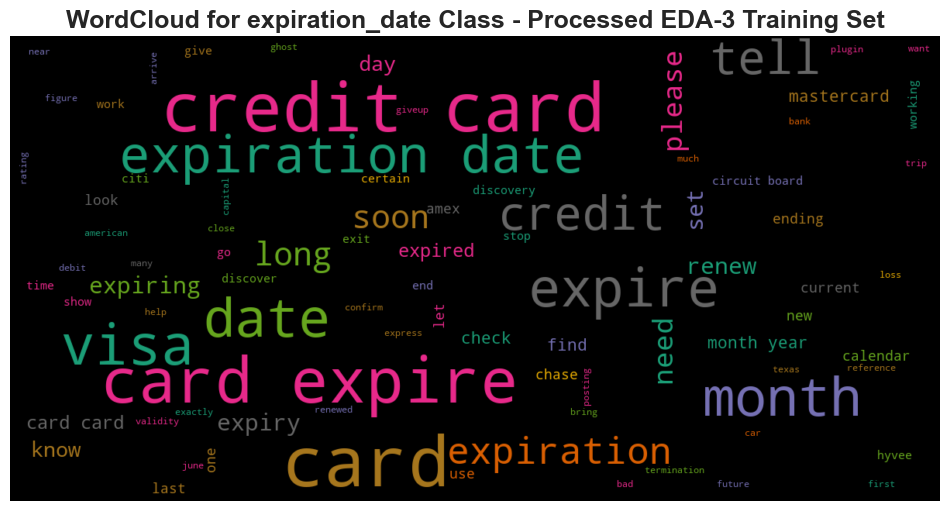 WordCloud for expiration_date Class - Processed EDA-3 Training Set
near
ghost
give
arrive
day
tell
plugin
want
figure
work
credit card
giveup
please
mastercard
working
bank
expiration date
rating
citi
certain
much
trip
circuit board
discovery
capital
look
soon
amex
credit
set
ending
american
close
exit
stop
go
long
expired
renew
debit
many
loss
time
expiring
discover
end
expire
current
show
help
date
confirm
let
new
visa
express
check
find
need
month year
calendar
texas
reference
card expire
chase
posting
month
exactly
renewed
bring
card card
validity
expiry
car
know
one
card
expiration
hyvee
june
use
termination
last
bad
future
first